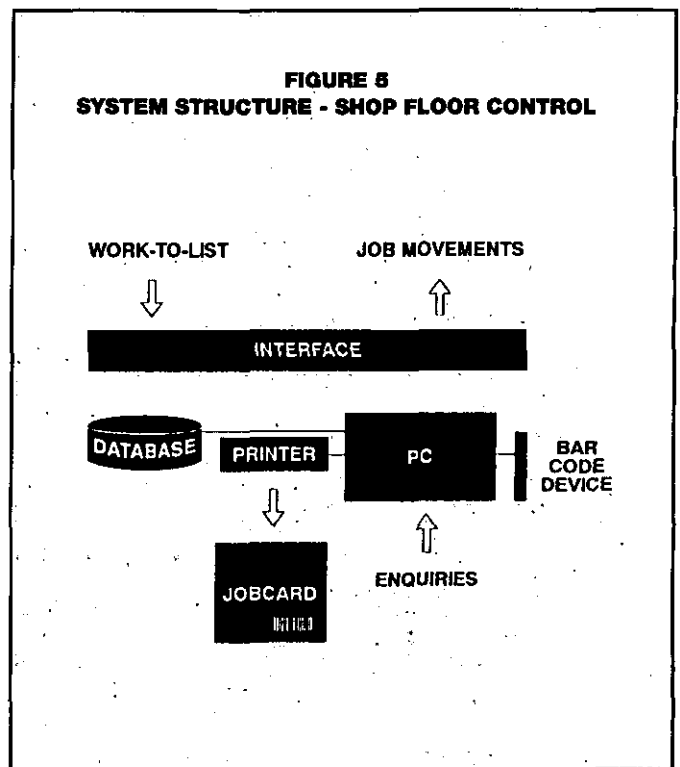 FIGURE 5
SYSTEM STRUCTURE - SHOP FLOOR CONTROL
WORK-TO-LIST
JOB MOVEMENTS
INTERFACE
DATABASE
PRINTER
PC
BAR
CODE
DEVICE
JOBCARD
ENQUIRIES